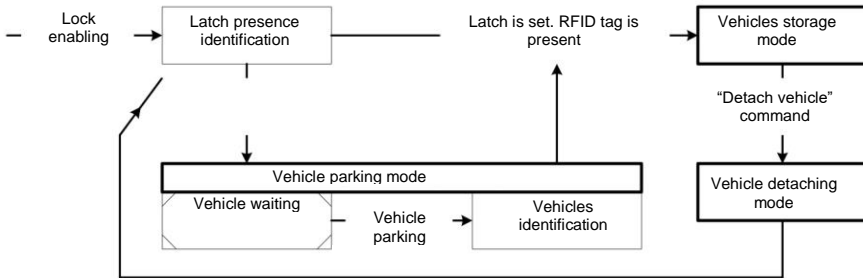 Lock
enabling
Latch presence
identification
Latch is set. RFID tag is
present
Vehicles storage
mode
“Detach vehicle”
command
Vehicle parking mode
Vehicle waiting
Vehicle
parking
Vehicles
identification
Vehicle detaching
mode